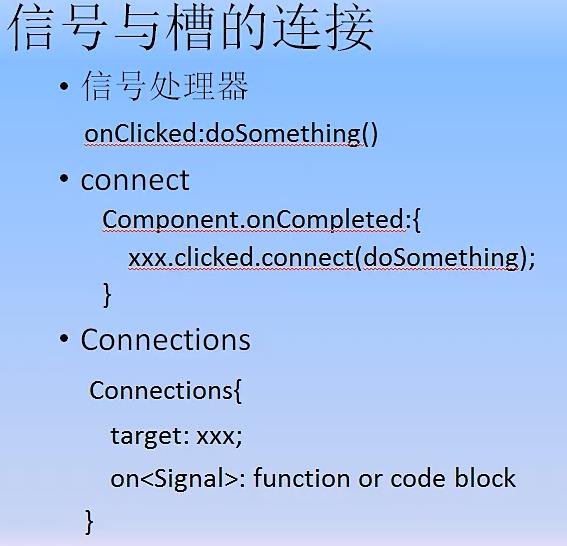 信号与槽的连接
• 信号处理器
onClicked:doSomething()
• connect
Component.onCompleted:{
xxx.clicked.connect(doSomething);
}
• Connections
Connections{
target: xxx;
on<Signal>: function or code block
}